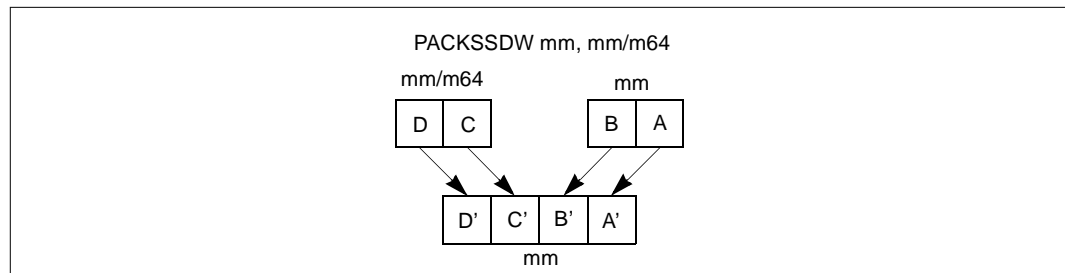 PACKSSDW mm, mm/m64
mm/m64 mm
D C B A
D’ C’ B’ A’
mm